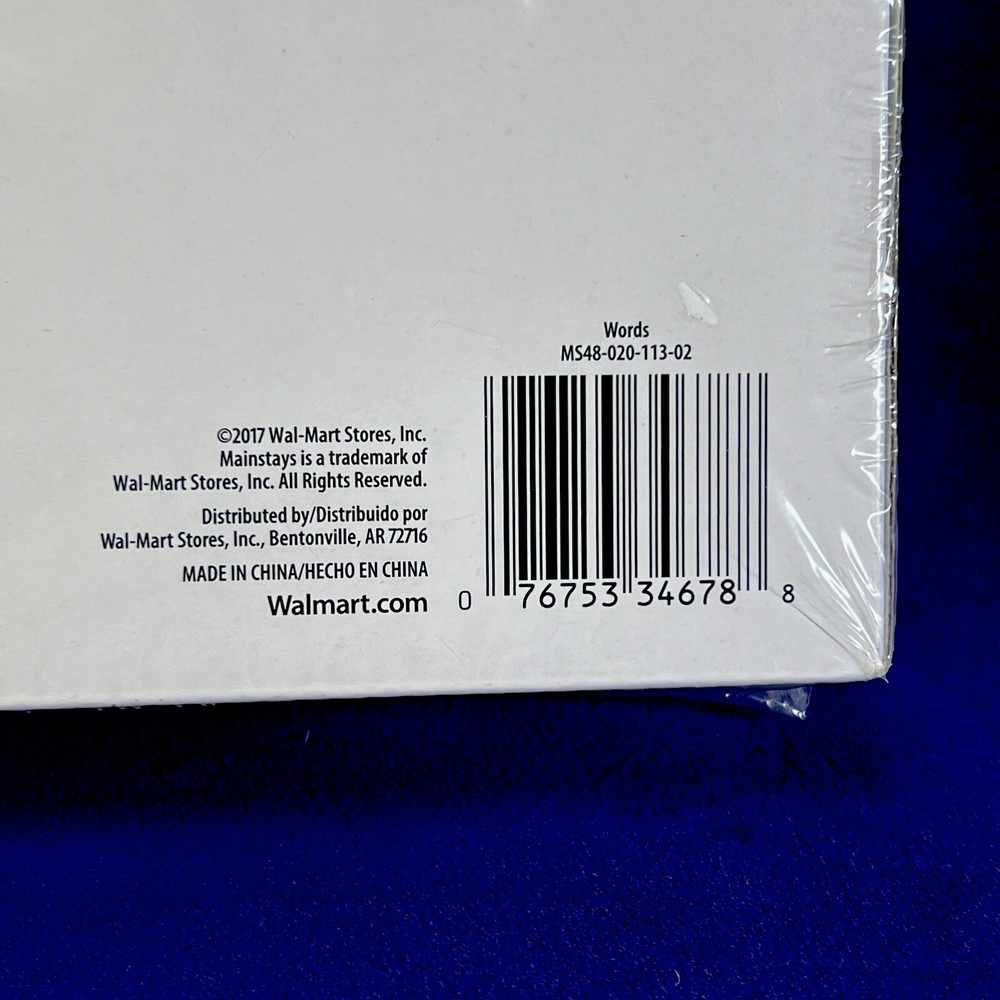 Words
MS48-020-113-02
©2017 Wal-Mart Stores, Inc.
Mainstays is a trademark of
Wal-Mart Stores, Inc. All Rights Reserved.
Distributed by/Distribuido por
Wal-Mart Stores, Inc., Bentonville, AR 72716
MADE IN CHINA/HECHO EN CHINA
Walmart.com
0 76753 34678 8